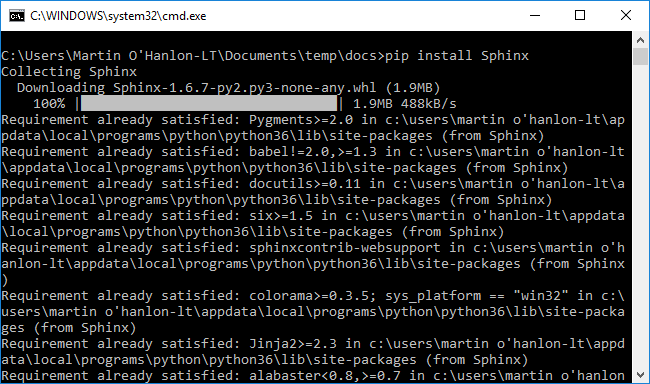 C:\WINDOWS\system32\cmd.exe
C:\Users\Martin O'Hanlon-LT\Documents\temp\docs>pip install Sphinx
Collecting Sphinx
  Downloading Sphinx-1.6.7-py2.py3-none-any.whl (1.9MB)
    100% |████████████████████████████████| 1.9MB 488kB/s
Requirement already satisfied: Pygments>=2.0 in c:\users\martin o'hanlon-lt\ap
pdata\local\programs\python\python36\lib\site-packages (from Sphinx)
Requirement already satisfied: babel!=2.0,>=1.3 in c:\users\martin o'hanlon-lt
\appdata\local\programs\python\python36\lib\site-packages (from Sphinx)
Requirement already satisfied: docutils>=0.11 in c:\users\martin o'hanlon-lt\a
ppdata\local\programs\python\python36\lib\site-packages (from Sphinx)
Requirement already satisfied: six>=1.5 in c:\users\martin o'hanlon-lt\appdata
\local\programs\python\python36\lib\site-packages (from Sphinx)
Requirement already satisfied: sphinxcontrib-websupport in c:\users\martin o'h
anlon-lt\appdata\local\programs\python\python36\lib\site-packages (from Sphinx
)
Requirement already satisfied: colorama>=0.3.5; sys_platform == "win32" in c:\
users\martin o'hanlon-lt\appdata\local\programs\python\python36\lib\site-packa
ges (from Sphinx)
Requirement already satisfied: Jinja2>=2.3 in c:\users\martin o'hanlon-lt\appd
ata\local\programs\python\python36\lib\site-packages (from Sphinx)
Requirement already satisfied: alabaster<0.8,>=0.7 in c:\users\martin o'hanlon